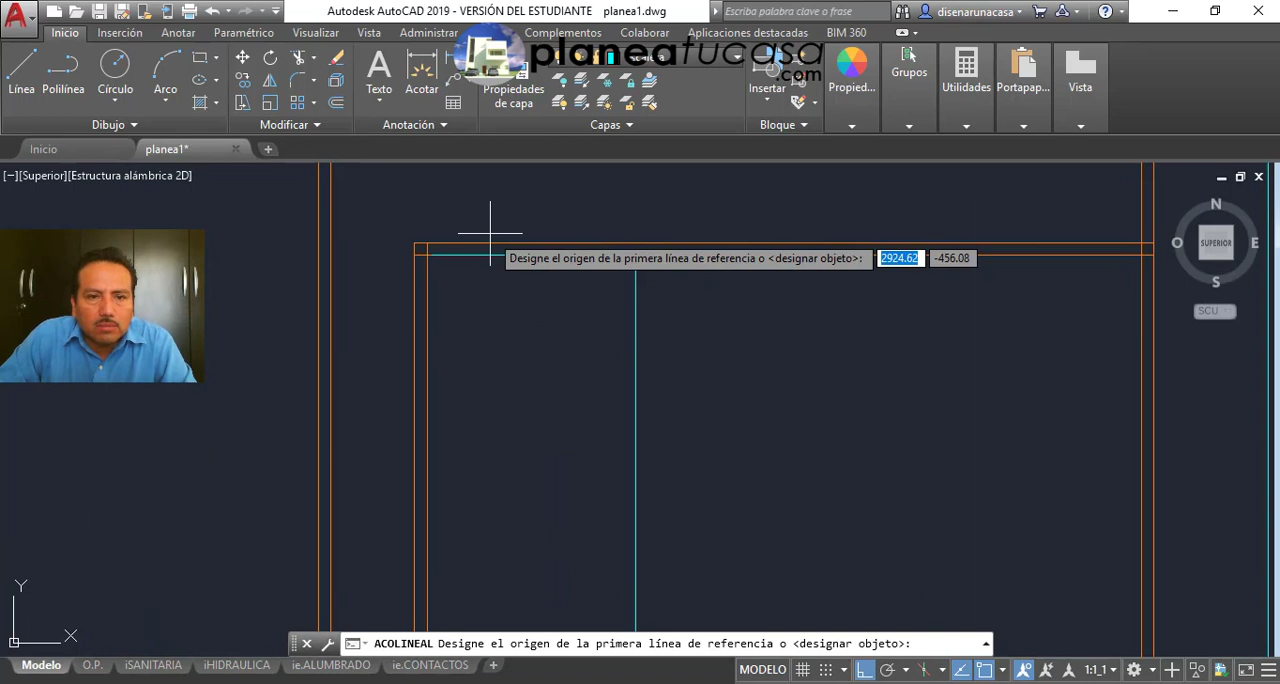 Autodesk AutoCAD 2019 - VERSIÓN DEL ESTUDIANTE planea1.dwg
Escriba palabra clave o frase
disenarunacasa
Inicio Inserción Anotar Paramétrico Visualizar Vista Administrar Complementos Colaborar Aplicaciones destacadas BIM 360
planeatucasa
.com
Línea Polilínea Círculo Arco Texto Acotar Propiedades de capa Insertar Propied... Grupos Utilidades Portapap... Vista
Dibujo Modificar Anotación Capas Bloque
Inicio planea1*
[−][Superior][Estructura alámbrica 2D]
N
O SUPERIOR E
S
SCU
Designe el origen de la primera línea de referencia o <designar objeto>: 2924.62 -456.08
Y
X
ACOLINEAL Designe el origen de la primera línea de referencia o <designar objeto>:
Modelo O.P. iSANITARIA iHIDRAULICA ie.ALUMBRADO ie.CONTACTOS
MODELO 1:1_1